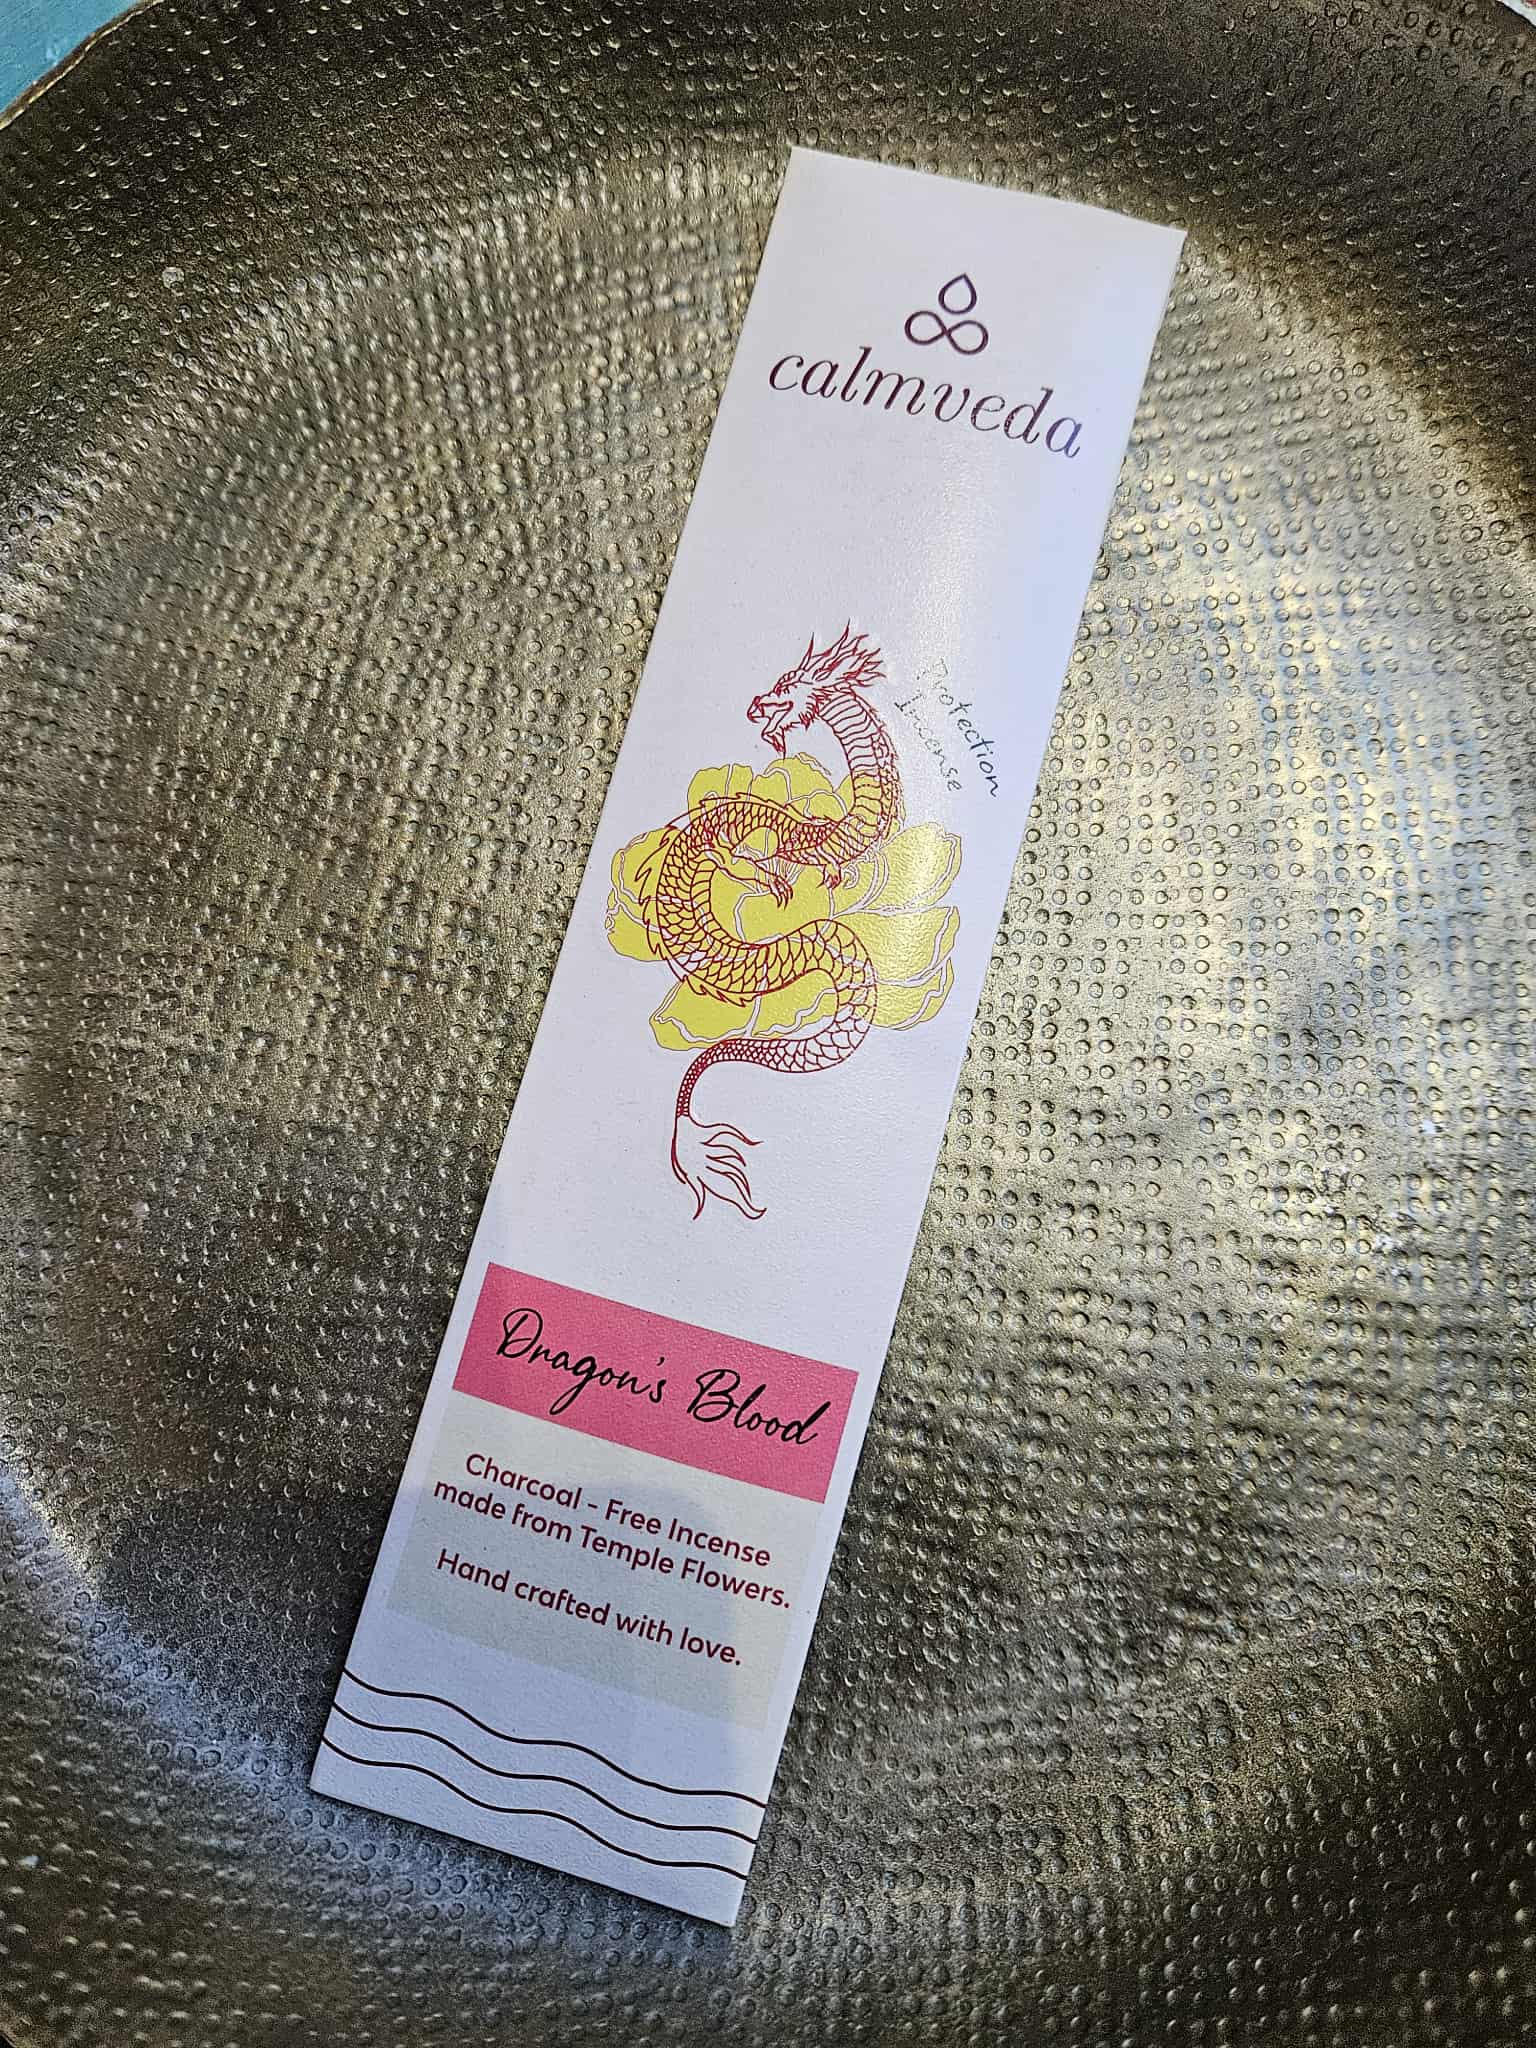 calmveda
Protection
Incense
Dragon's Blood
Charcoal - Free Incense
made from Temple Flowers.
Hand crafted with love.